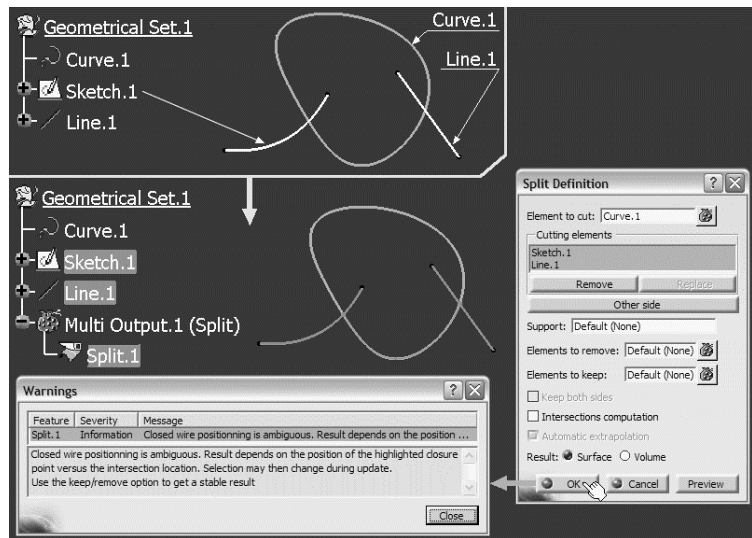 Geometrical Set.1
Curve.1
Sketch.1
Line.1
Curve.1
Line.1
Geometrical Set.1
Curve.1
Sketch.1
Line.1
Multi Output.1 (Split)
Split.1
Split Definition
Element to cut: Curve.1
Cutting elements
Sketch.1
Line.1
Remove Replace
Other side
Support: Default (None)
Elements to remove: Default (None)
Elements to keep: Default (None)
Keep both sides
Intersections computation
Automatic extrapolation
Result: Surface Volume
OK Cancel Preview
Warnings
Feature Severity Message
Split.1 Information Closed wire positionning is ambiguous. Result depends on the position ...
Closed wire positionning is ambiguous. Result depends on the position of the highlighted closure
point versus the intersection location. Selection may then change during update.
Use the keep/remove option to get a stable result
Close